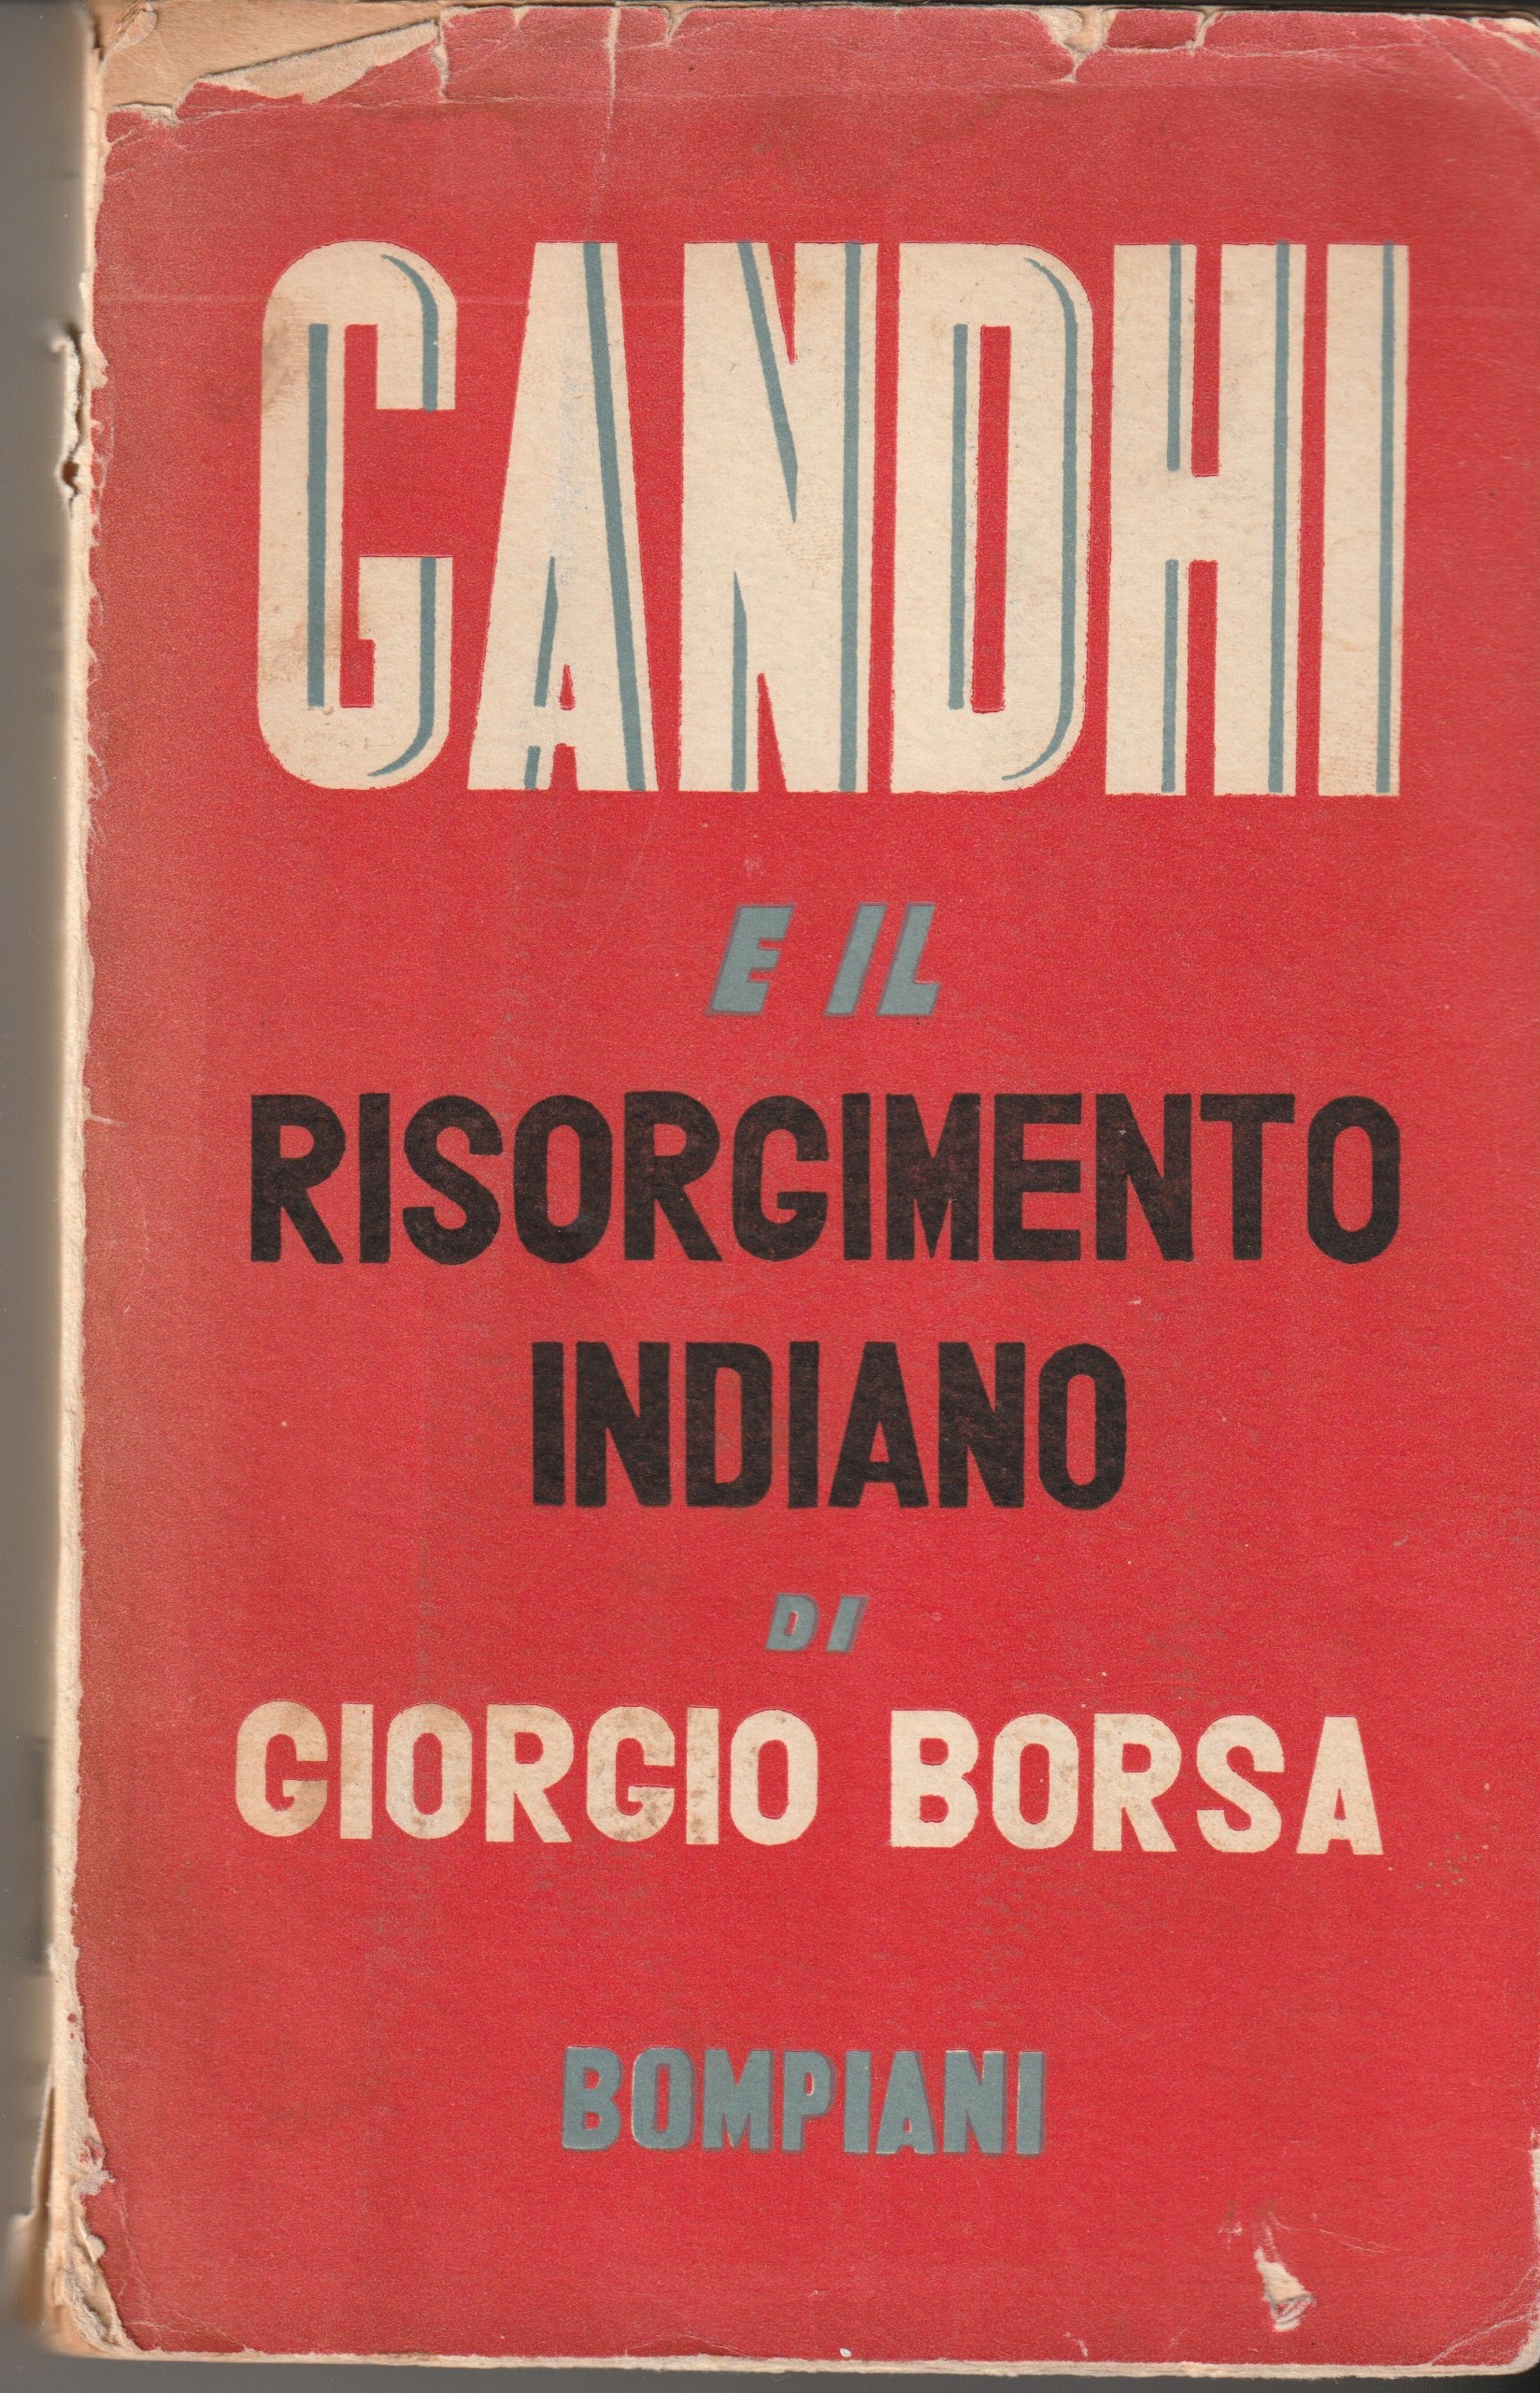 GANDHI
E IL
RISORGIMENTO
INDIANO
DI
GIORGIO BORSA
BOMPIANI